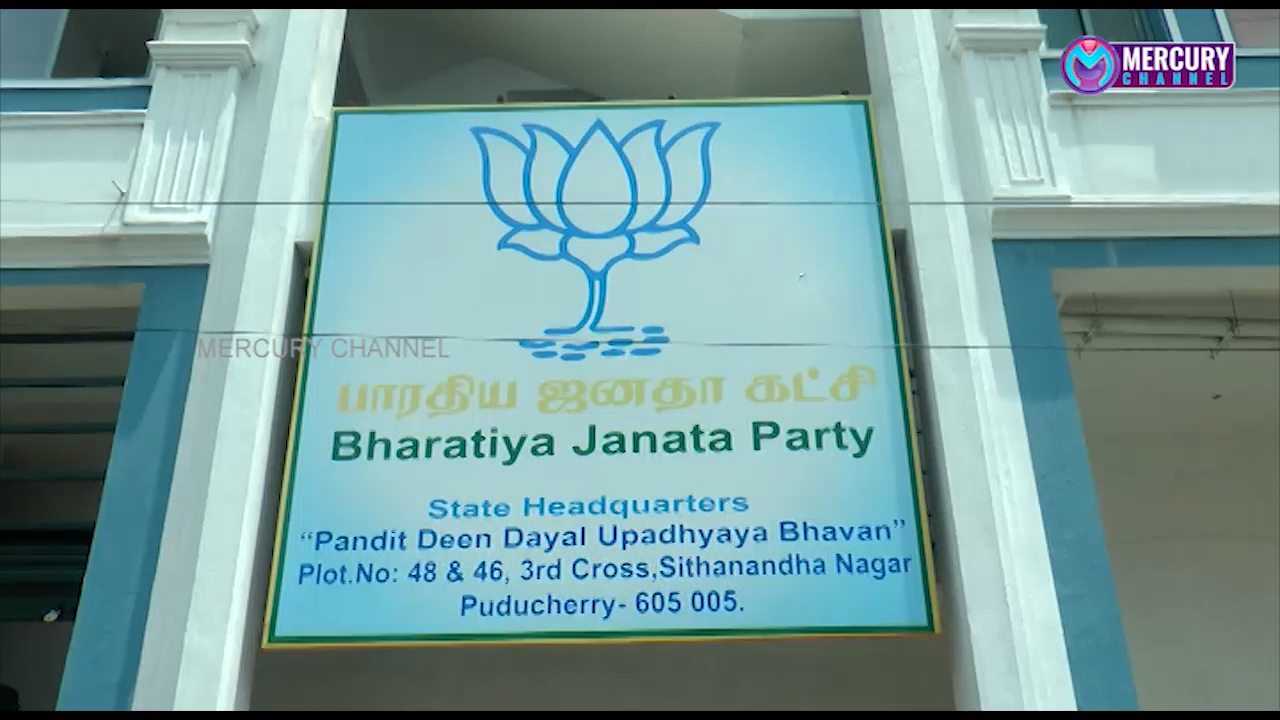 MERCURY
CHANNEL
MERCURY CHANNEL
பாரதிய ஜனதா கட்சி
Bharatiya Janata Party
State Headquarters
“Pandit Deen Dayal Upadhyaya Bhavan”
Plot.No: 48 & 46, 3rd Cross,Sithanandha Nagar
Puducherry- 605 005.